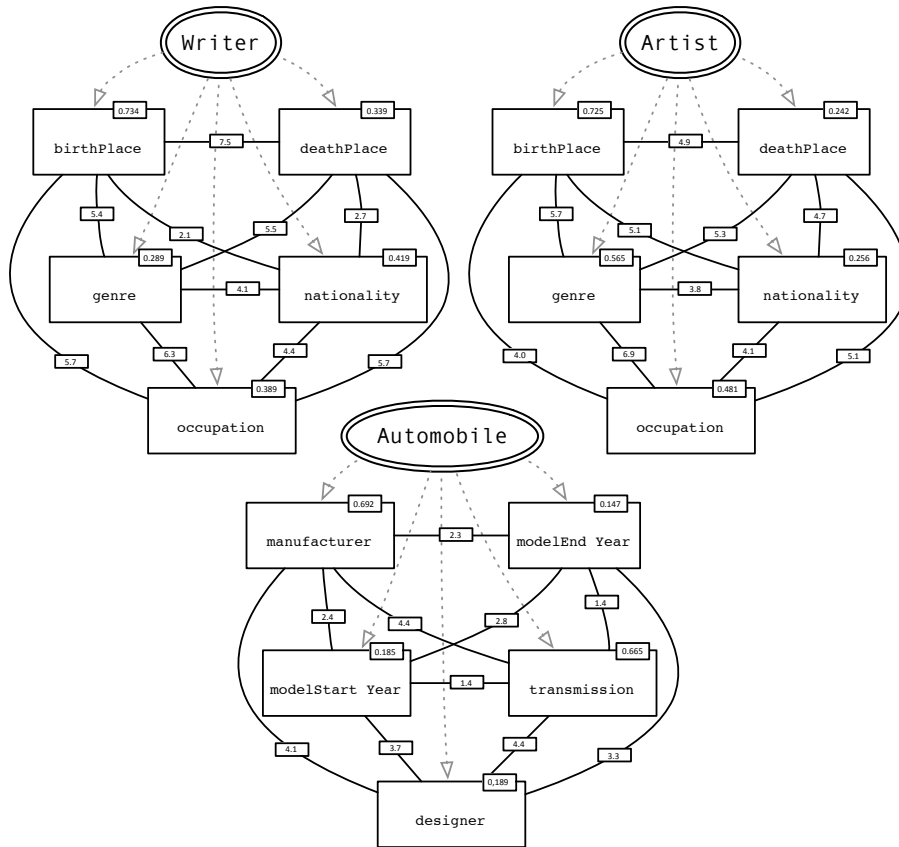 Writer
Artist
0.734
0.339
0.725
0.242
birthPlace
7.5
deathPlace
birthPlace
4.9
deathPlace
5.4
2.1
5.5
2.7
5.7
5.1
5.3
4.7
0.289
0.419
0.565
0.256
genre
4.1
nationality
genre
3.8
nationality
5.7
6.3
4.4
5.7
4.0
6.9
4.1
5.1
0.389
0.481
occupation
occupation
Automobile
0.692
0.147
manufacturer
2.3
modelEnd Year
2.4
4.4
2.8
1.4
0.185
0.665
modelStart Year
1.4
transmission
4.1
3.7
4.4
3.3
0,189
designer